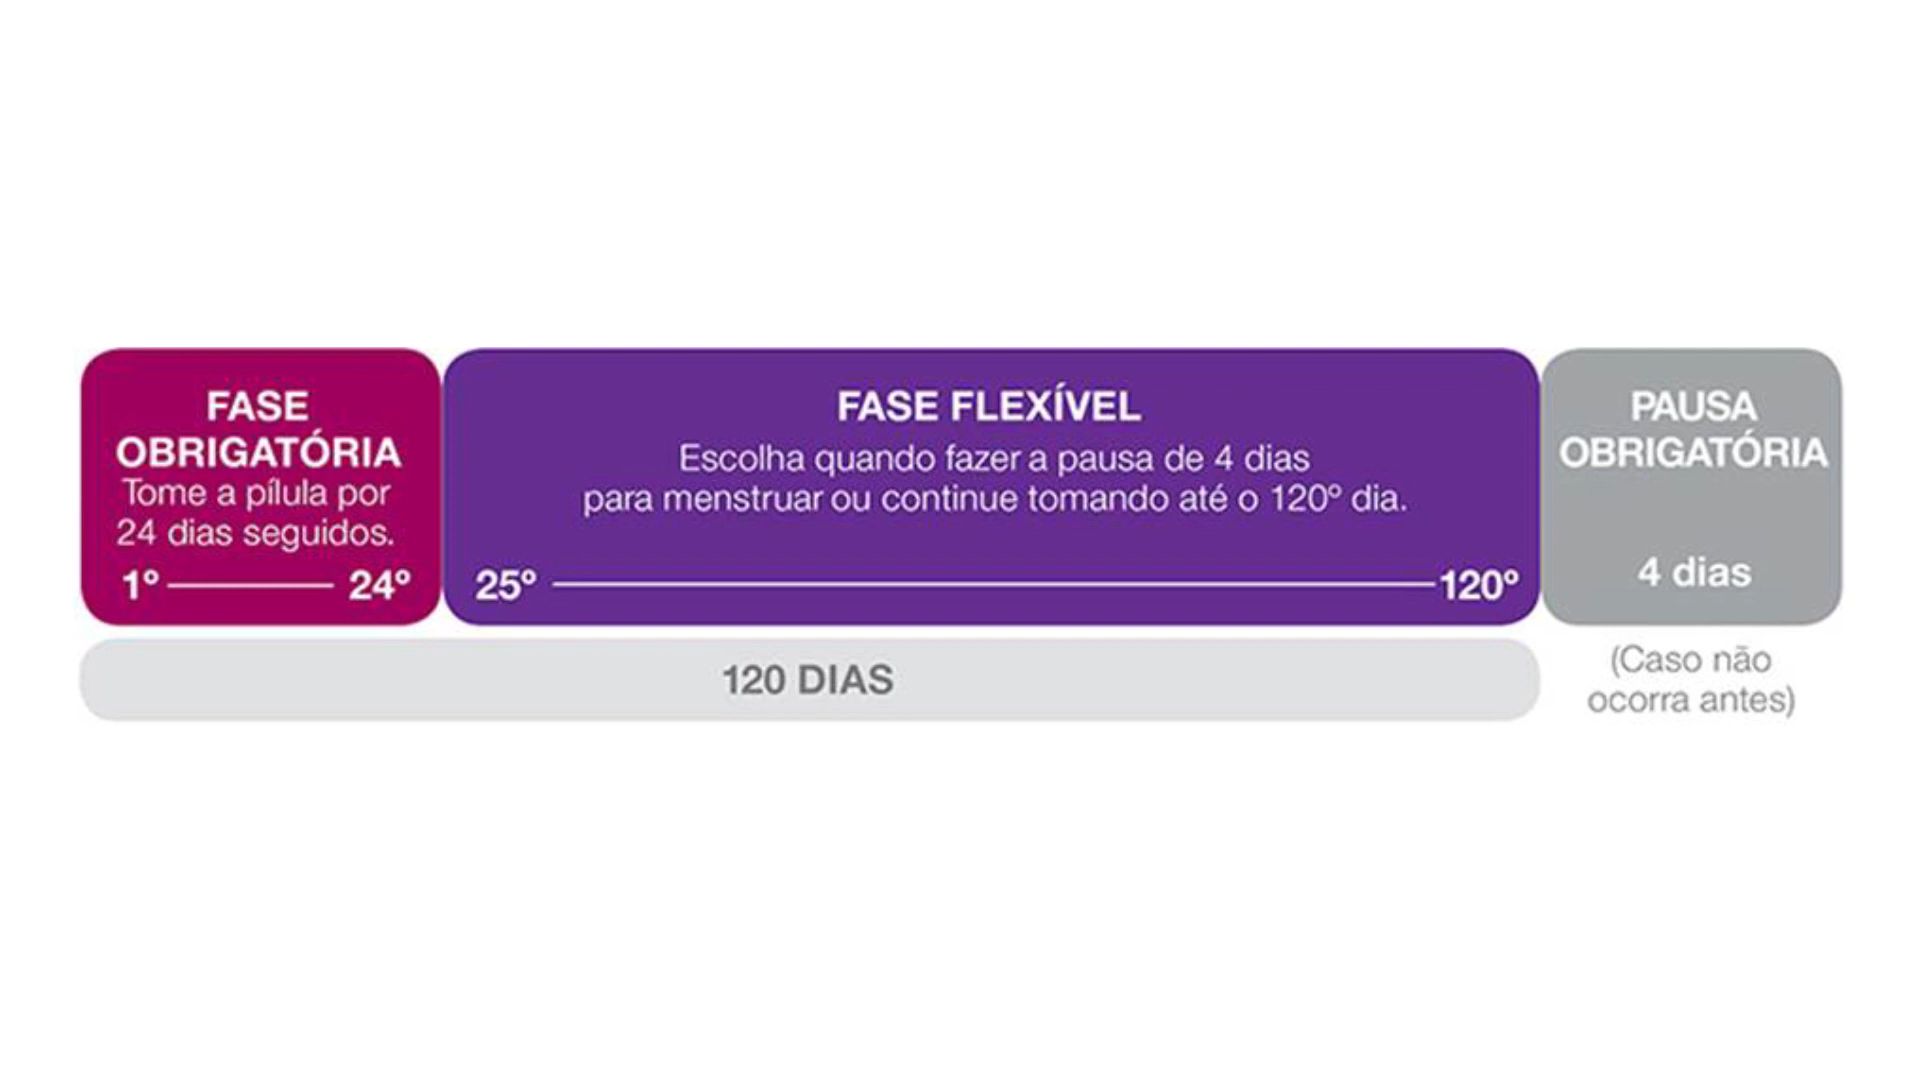 FASE
OBRIGATÓRIA
Tome a pílula por
24 dias seguidos.
1º 24º
FASE FLEXÍVEL
Escolha quando fazer a pausa de 4 dias
para menstruar ou continue tomando até o 120º dia.
25º 120º
PAUSA
OBRIGATÓRIA
4 dias
120 DIAS
(Caso não
ocorra antes)